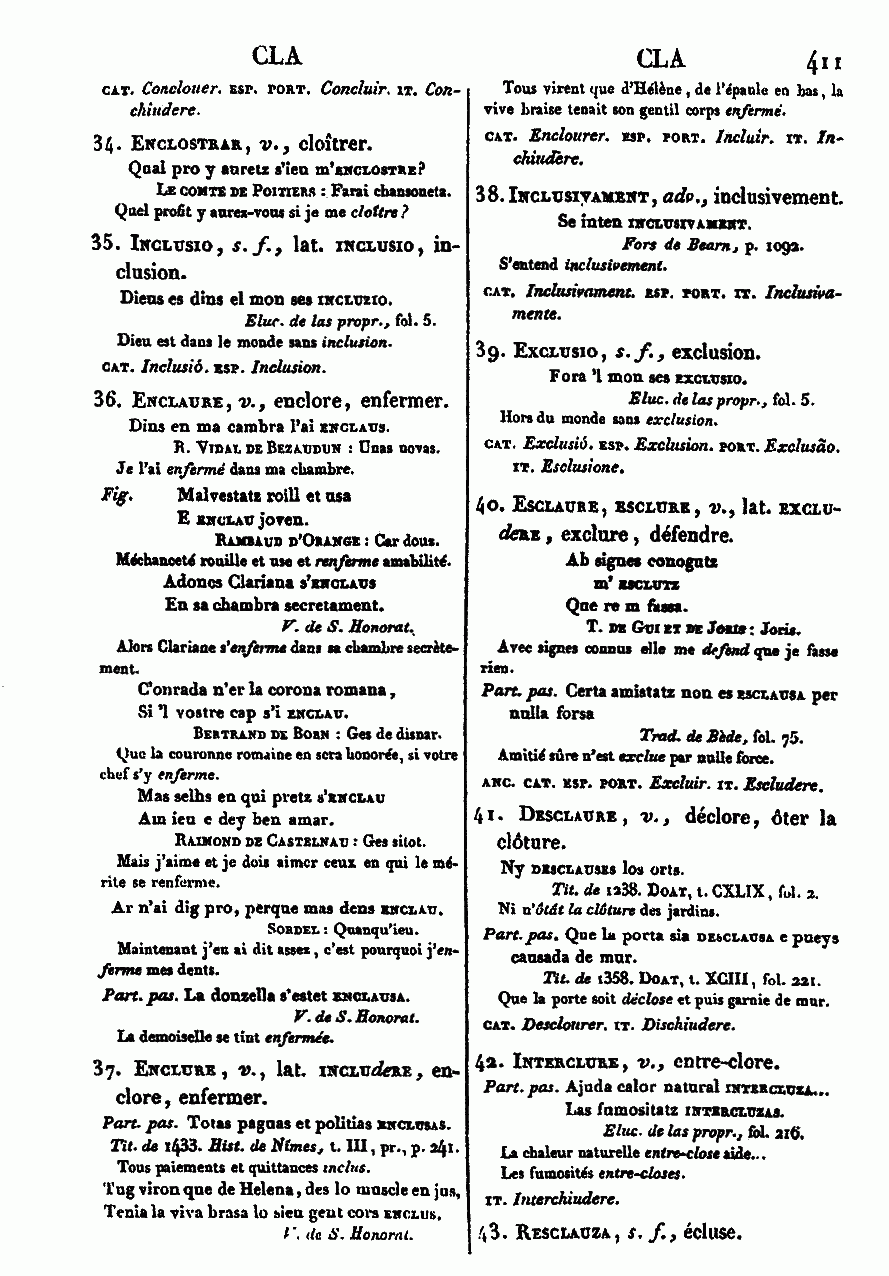 CLA
CAT. Conclouer. ESP. PORT. Concluir. IT. Con-
chiudere.
34. ENCLOSTRAR, v., cloîtrer.
Qual pro y auretz s'ieu m'ENCLOSTRE?
LE COMTE DE POITIERS : Farai chansoneta.
Quel profit y aurez-vous si je me cloître?
35. INCLUSIO, s. f., lat. INCLUSIO, in-
clusion.
Dieus es dins el mon ses INCLUZIO.
Eluc. de las propr., fol. 5.
Dieu est dans le monde sans inclusion.
CAT. Inclusió. ESP. Inclusion.
36. ENCLAURE, v., enclore, enfermer.
Dins en ma cambra l'ai ENCLAUS.
R. VIDAL DE BEZAUDUN : Unas novas.
Je l'ai enfermé dans ma chambre.
Fig. Malvestatz roill et usa
E ENCLAU joven.
RAMBAUD D'ORANGE : Car dous.
Méchanceté rouille et use et renferme amabilité.
Adoncs Clariana s'ENCLAUS
En sa chambra secretament.
V. de S. Honorat.
Alors Clariane s'enferme dans sa chambre secrète-
ment.
C'onrada n'er la corona romana,
Si 'l vostre cap s'i ENCLAU.
BERTRAND DE BORN : Ges de disnar.
Que la couronne romaine en sera honorée, si votre
chef s'y enferme.
Mas selhs en qui pretz s'ENCLAU
Am ieu e dey ben amar.
RAIMOND DE CASTELNAU : Ges sitot.
Mais j'aime et je dois aimer ceux en qui le mé-
rite se renferme.
Ar n'ai dig pro, perque mas dens ENCLAU.
SORDEL : Quanqu'ieu.
Maintenant j'en ai dit assez, c'est pourquoi j'en-
ferme mes dents.
Part. pas. La donzella s'estet ENCLAUSA.
V. de S. Honorat.
La demoiselle se tint enfermée.
37. ENCLURE, v., lat. INCLUdeRE, en-
clore, enfermer.
Part. pas. Totas paguas et politias ENCLUSAS.
Tit. de 1433. Hist. de Nîmes, t. III, pr., p. 241.
Tous paiements et quittances inclus.
Tug viron que de Helena, des lo muscle en jus,
Tenia la viva brasa lo sieu gent cors ENCLUS.
V. de S. Honorat.
CLA 411
Tous virent que d'Hélène, de l'épaule en bas, la
vive braise tenait son gentil corps enfermé.
CAT. Enclourer. ESP. PORT. Incluir. IT. In-
chiudere.
38. INCLUSIVAMENT, adv., inclusivement.
Se inten INCLUSIVAMENT.
Fors de Bearn, p. 1092.
S'entend inclusivement.
CAT. Inclusivament. ESP. PORT. IT. Inclusiva-
mente.
39. EXCLUSIO, s. f., exclusion.
Fora 'l mon ses EXCLUSIO.
Eluc. de las propr., fol. 5.
Hors du monde sans exclusion.
CAT. Exclusió. ESP. Exclusion. PORT. Exclusão.
IT. Esclusione.
40. ESCLAURE, ESCLURE, v., lat. EXCLU-
deRE, exclure, défendre.
Ab signes conogutz
m' ESCLUTZ
Que re m fassa.
T. DE GUI ET DE JORIS : Joris.
Avec signes connus elle me défend que je fasse
rien.
Part. pas. Certa amistatz non es ESCLAUSA per
nulla forsa
Trad. de Bède, fol. 75.
Amitié sûre n'est exclue par nulle force.
ANC. CAT. ESP. PORT. Excluir. IT. Escludere.
41. DESCLAURE, v., déclore, ôter la
clôture.
Ny DESCLAUSES los orts.
Tit. de 1238. DOAT, t. CXLIX, fol. 2.
Ni n'ôtât la clôture des jardins.
Part. pas. Que la porta sia DESCLAUSA e pueys
causada de mur.
Tit. de 1358. DOAT, t. XCIII, fol. 221.
Que la porte soit déclose et puis garnie de mur.
CAT. Desclourer. IT. Dischiudere.
42. INTERCLURE, v., entre-clore.
Part. pas. Ajuda calor natural INTERCLUZA...
Las fumositatz INTERCLUZAS.
Eluc. de las propr., fol. 216.
La chaleur naturelle entre-close aide...
Les fumosités entre-closes.
IT. Interchiudere.
43. RESCLAUZA, s. f., écluse.